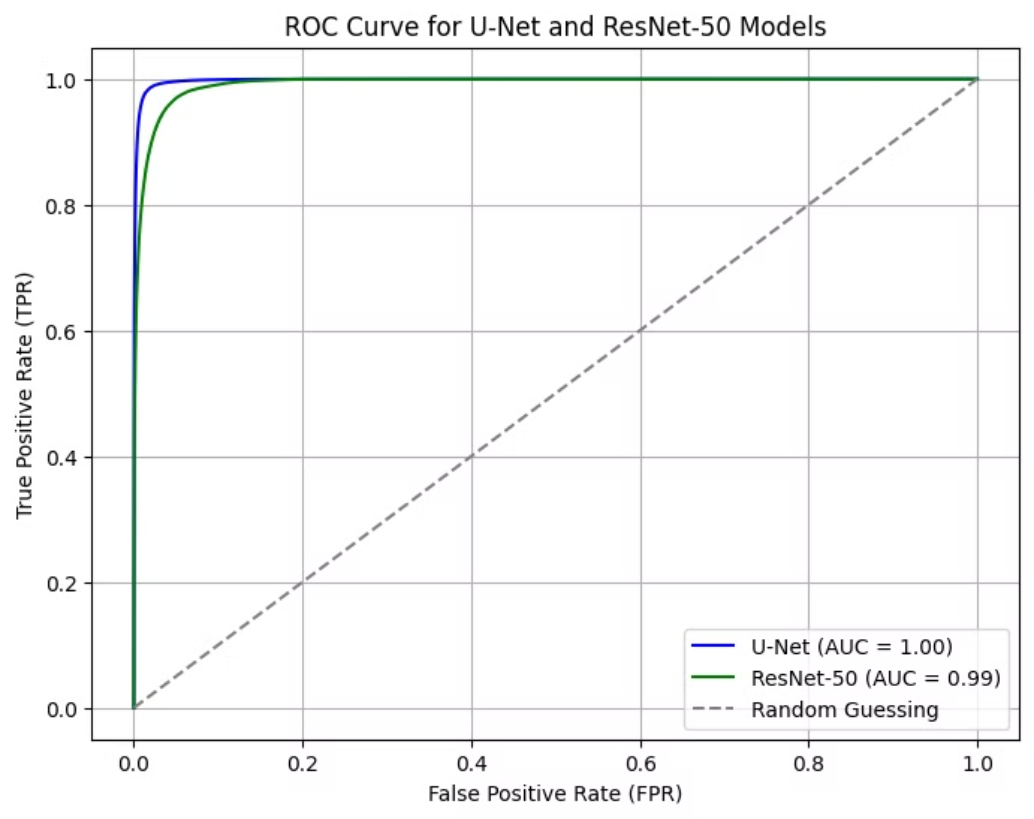 ROC Curve for U-Net and ResNet-50 Models
1.0
0.8
0.6
0.4
0.2
0.0
True Positive Rate (TPR)
0.0 0.2 0.4 0.6 0.8 1.0
False Positive Rate (FPR)
U-Net (AUC = 1.00)
ResNet-50 (AUC = 0.99)
Random Guessing